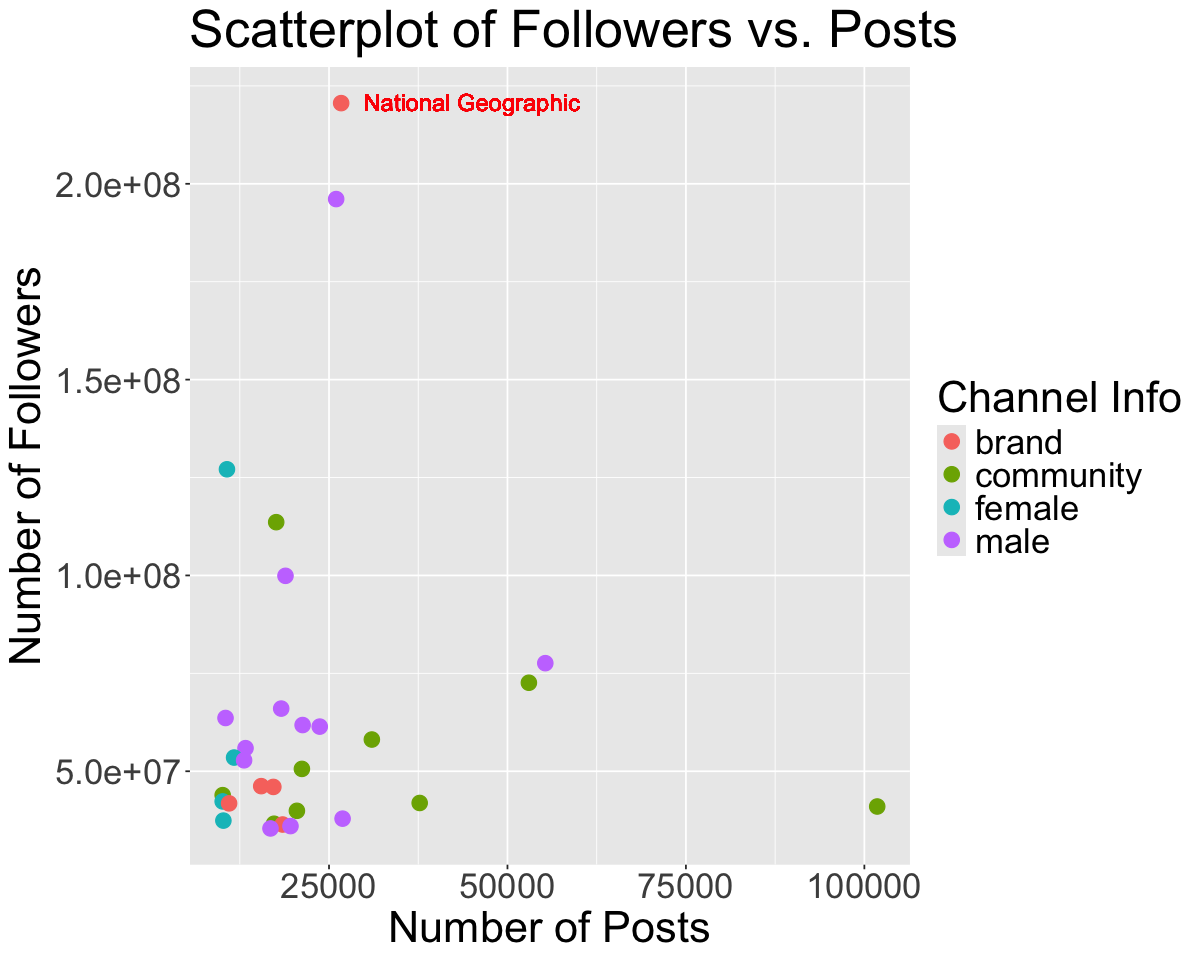 Scatterplot of Followers vs. Posts
National Geographic
2.0e+08
1.5e+08
1.0e+08
5.0e+07
Number of Followers
25000 50000 75000 100000
Number of Posts
Channel Info
brand
community
female
male